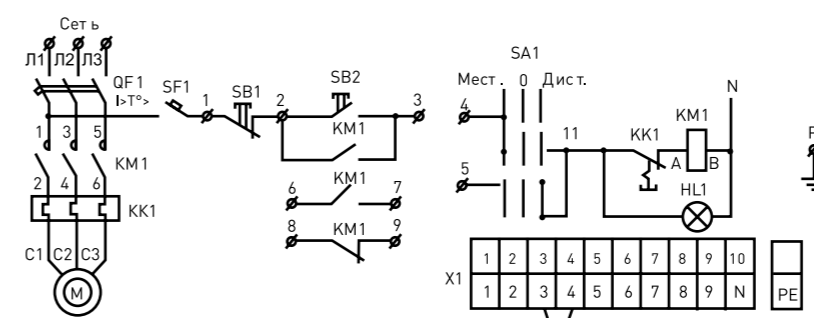 Сеть
Л1 Л2 Л3
QF1
I>T°>
SF1
1
SB1
2
SB2
3
KM1
SA1
Мест. 0 Дист.
4
5
11
KK1
A
KM1
B
N
HL1
1 3 5
KM1
2 4 6
KK1
KM1
6 7
KM1
8 9
C1 C2 C3
M
X1
1 2 3 4 5 6 7 8 9 10
1 2 3 4 5 6 7 8 9 N
PE